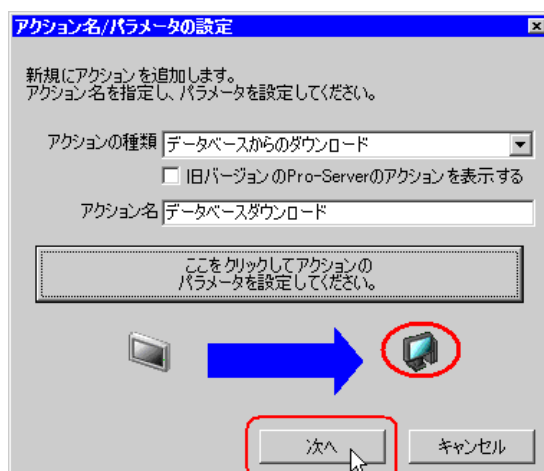 アクション名/パラメータの設定
新規にアクションを追加します。
アクション名を指定し、パラメータを設定してください。
アクションの種類 データベースからのダウンロード
旧バージョンのPro-Serverのアクションを表示する
アクション名 データベースダウンロード
ここをクリックしてアクションの
パラメータを設定してください。
次へ キャンセル